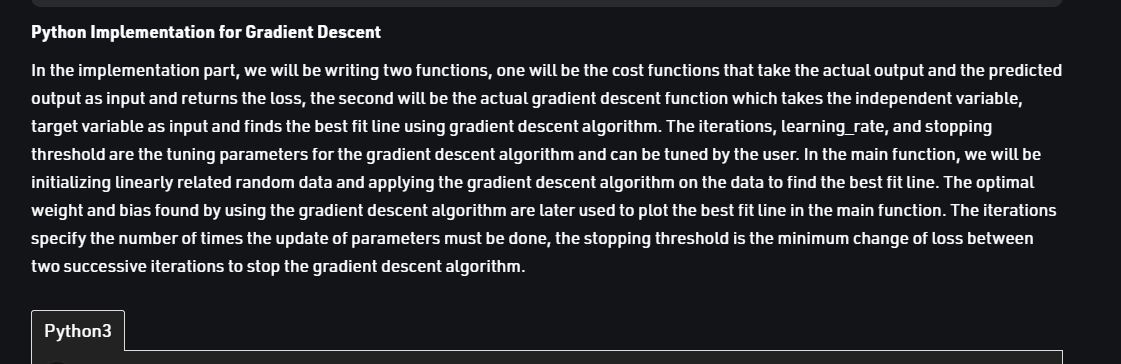 Python Implementation for Gradient Descent
In the implementation part, we will be writing two functions, one will be the cost functions that take the actual output and the predicted
output as input and returns the loss, the second will be the actual gradient descent function which takes the independent variable,
target variable as input and finds the best fit line using gradient descent algorithm. The iterations, learning_rate, and stopping
threshold are the tuning parameters for the gradient descent algorithm and can be tuned by the user. In the main function, we will be
initializing linearly related random data and applying the gradient descent algorithm on the data to find the best fit line. The optimal
weight and bias found by using the gradient descent algorithm are later used to plot the best fit line in the main function. The iterations
specify the number of times the update of parameters must be done, the stopping threshold is the minimum change of loss between
two successive iterations to stop the gradient descent algorithm.
Python3